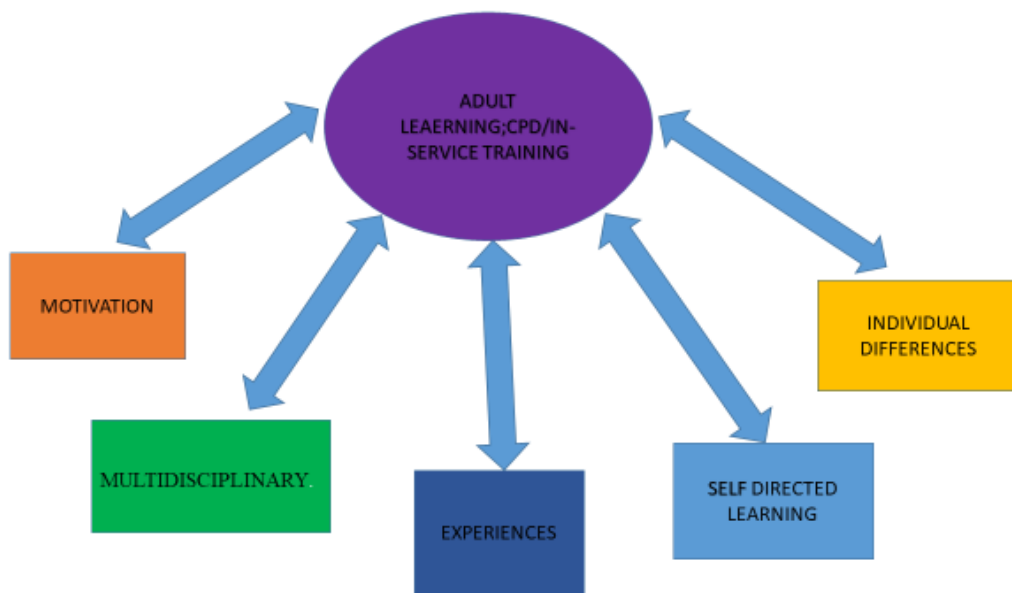 ADULT
LEAERNING;CPD/IN-
SERVICE TRAINING
MOTIVATION
INDIVIDUAL
DIFFERENCES
MULTIDISCIPLINARY.
EXPERIENCES
SELF DIRECTED
LEARNING